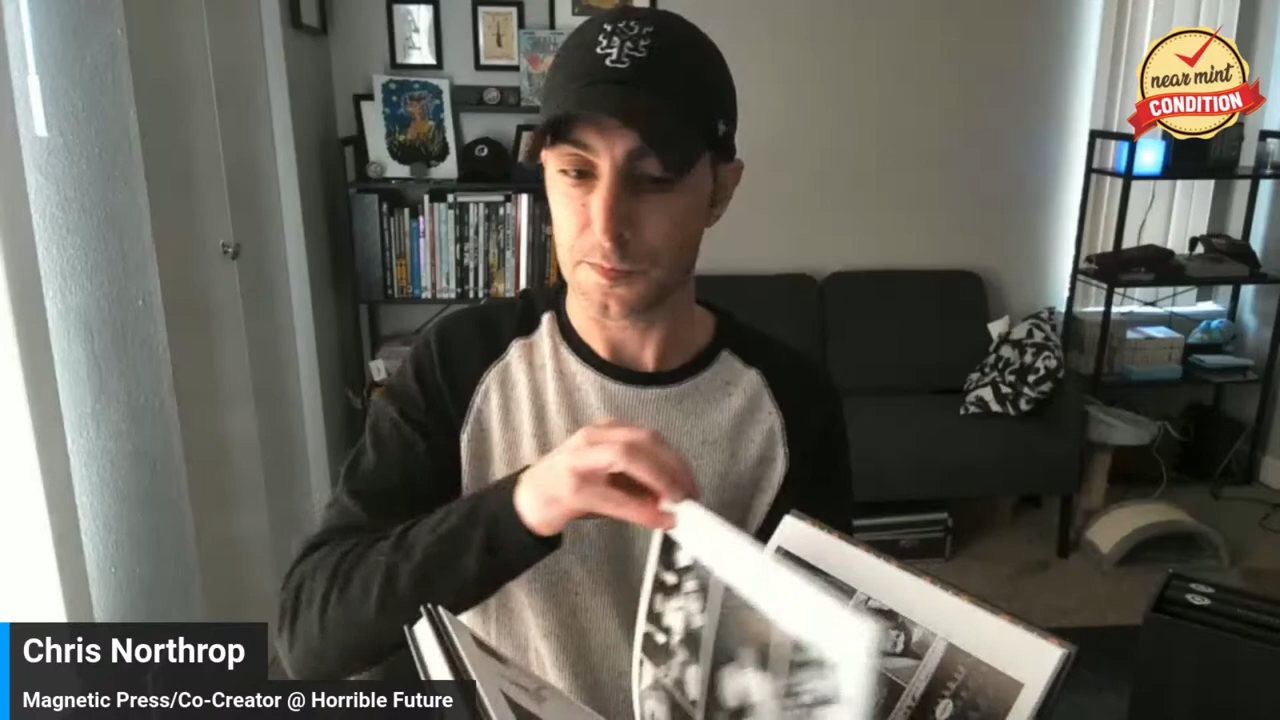 near mint
CONDITION
Chris Northrop
Magnetic Press/Co-Creator @ Horrible Future